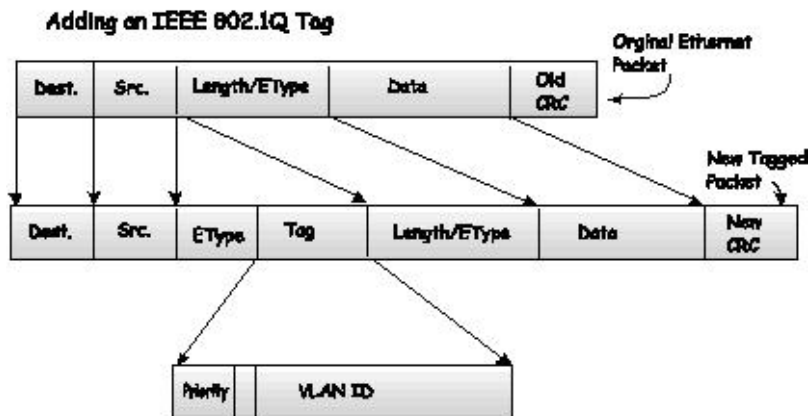 Adding an IEEE 802.1Q Tag
Orginal Ethernet
Packet
Dest. Src. Length/EType Data Old
CRC
New Tagged
Packet
Dest. Src. EType Tag Length/EType Data New
CRC
Priority VLAN ID